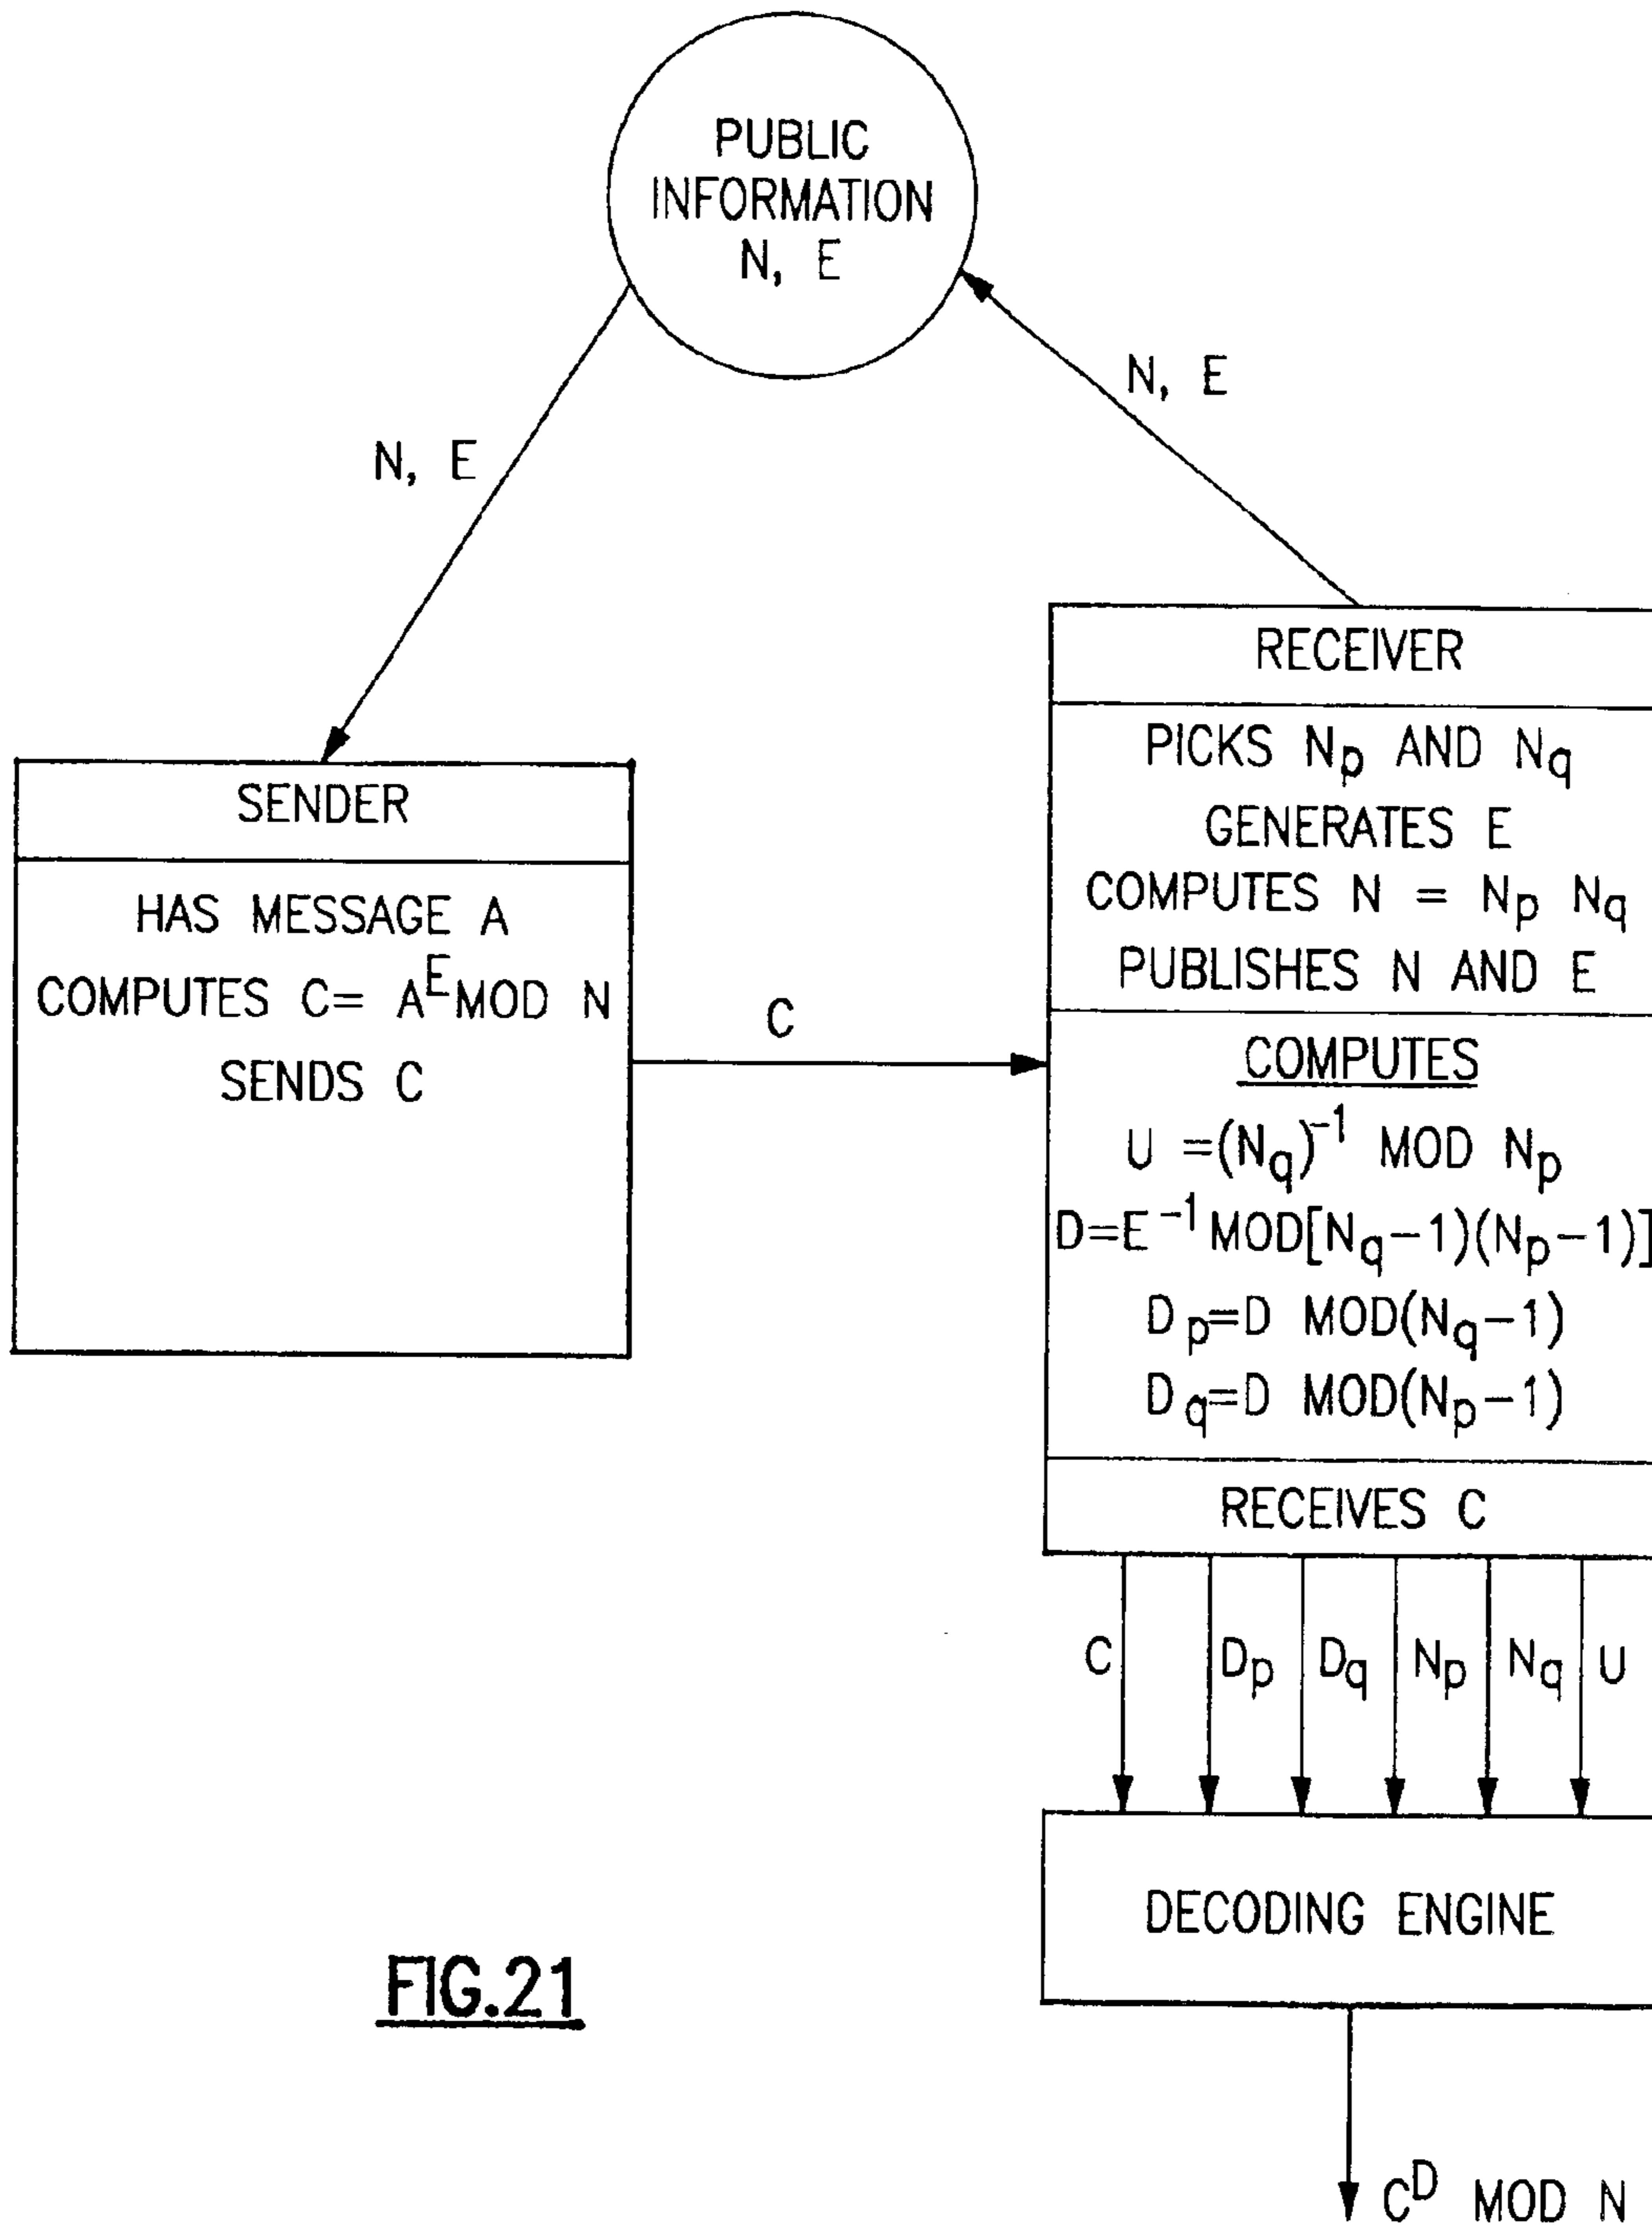 PUBLIC
INFORMATION
N, E
N, E
N, E
SENDER
HAS MESSAGE A
COMPUTES C= A^E MOD N
SENDS C
C
RECEIVER
PICKS Np AND Nq
GENERATES E
COMPUTES N = Np Nq
PUBLISHES N AND E
COMPUTES
U =(Nq)^-1 MOD Np
D=E^-1 MOD[Nq-1)(Np-1)]
Dp=D MOD(Nq-1)
Dq=D MOD(Np-1)
RECEIVES C
C Dp Dq Np Nq U
DECODING ENGINE
C^D MOD N
FIG.21